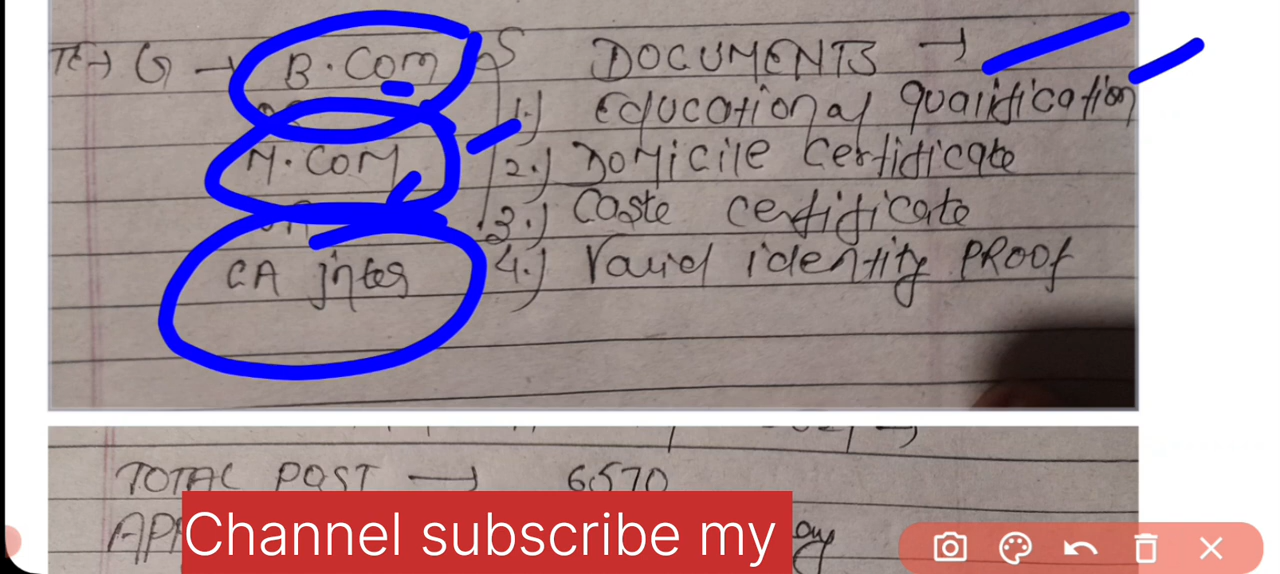 TE → G → B.Com
M.COM
CA inter
DOCUMENTS →
1.) Educational qualification
2.) Domicile Certificate
3.) Caste certificate
4.) Valid identity PROOF
TOTAL POST → 6570
Channel subscribe my